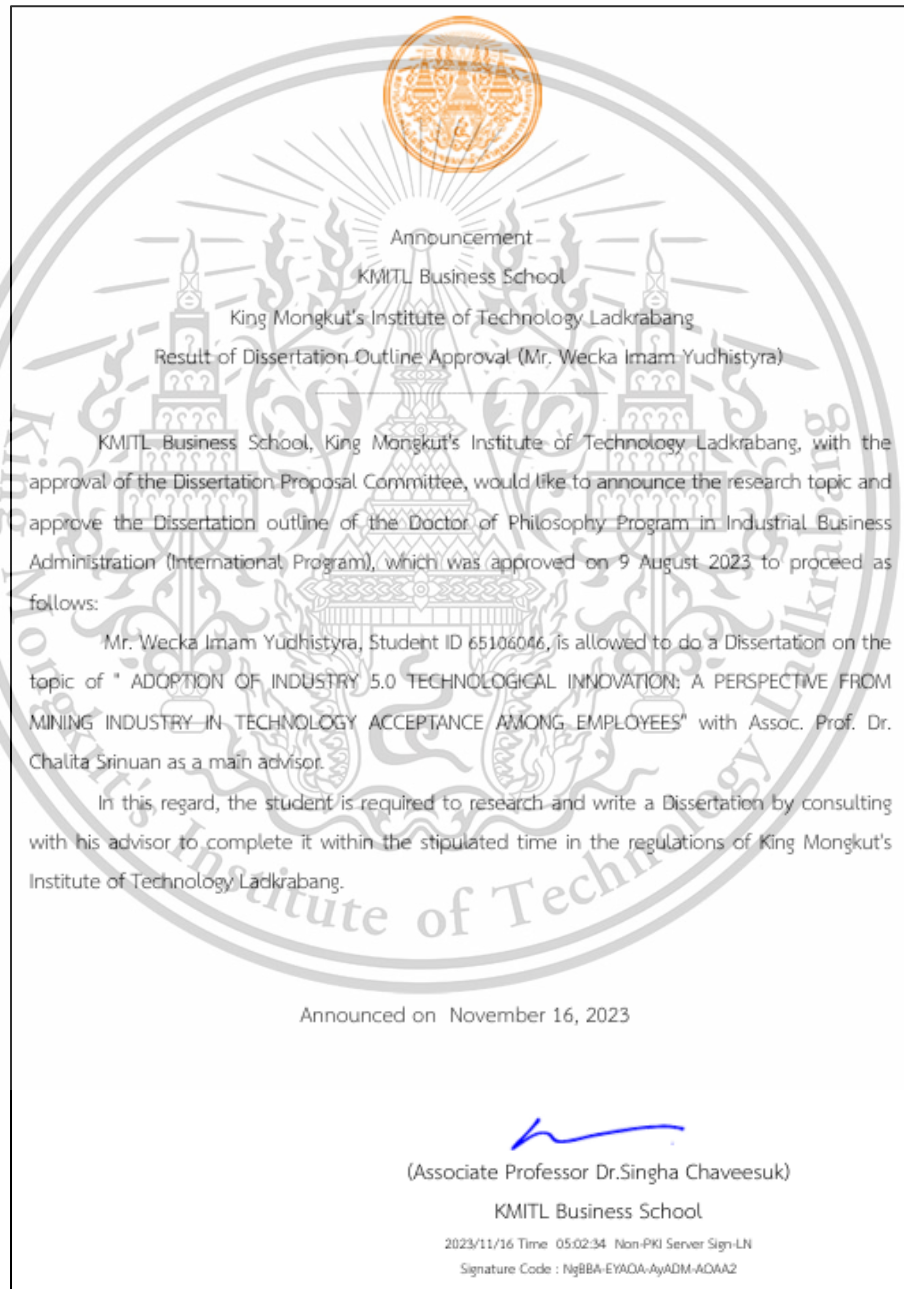 Announcement
KMITL Business School
King Mongkut's Institute of Technology Ladkrabang
Result of Dissertation Outline Approval (Mr. Wecka Imam Yudhistyra)
KMITL Business School, King Mongkut's Institute of Technology Ladkrabang, with the
approval of the Dissertation Proposal Committee, would like to announce the research topic and
approve the Dissertation outline of the Doctor of Philosophy Program in Industrial Business
Administration (International Program), which was approved on 9 August 2023 to proceed as
follows:
Mr. Wecka Imam Yudhistyra, Student ID 65106046, is allowed to do a Dissertation on the
topic of " ADOPTION OF INDUSTRY 5.0 TECHNOLOGICAL INNOVATION: A PERSPECTIVE FROM
MINING INDUSTRY IN TECHNOLOGY ACCEPTANCE AMONG EMPLOYEES" with Assoc. Prof. Dr.
Chalita Srinuan as a main advisor.
In this regard, the student is required to research and write a Dissertation by consulting
with his advisor to complete it within the stipulated time in the regulations of King Mongkut's
Institute of Technology Ladkrabang.
King Mongkut's Institute of Technology Ladkrabang
Announced on November 16, 2023
(Associate Professor Dr.Singha Chaveesuk)
KMITL Business School
2023/11/16 Time 05:02:34 Non-PKI Server Sign-LN
Signature Code : NgBBA-EYAOA-AyADM-AOAA2